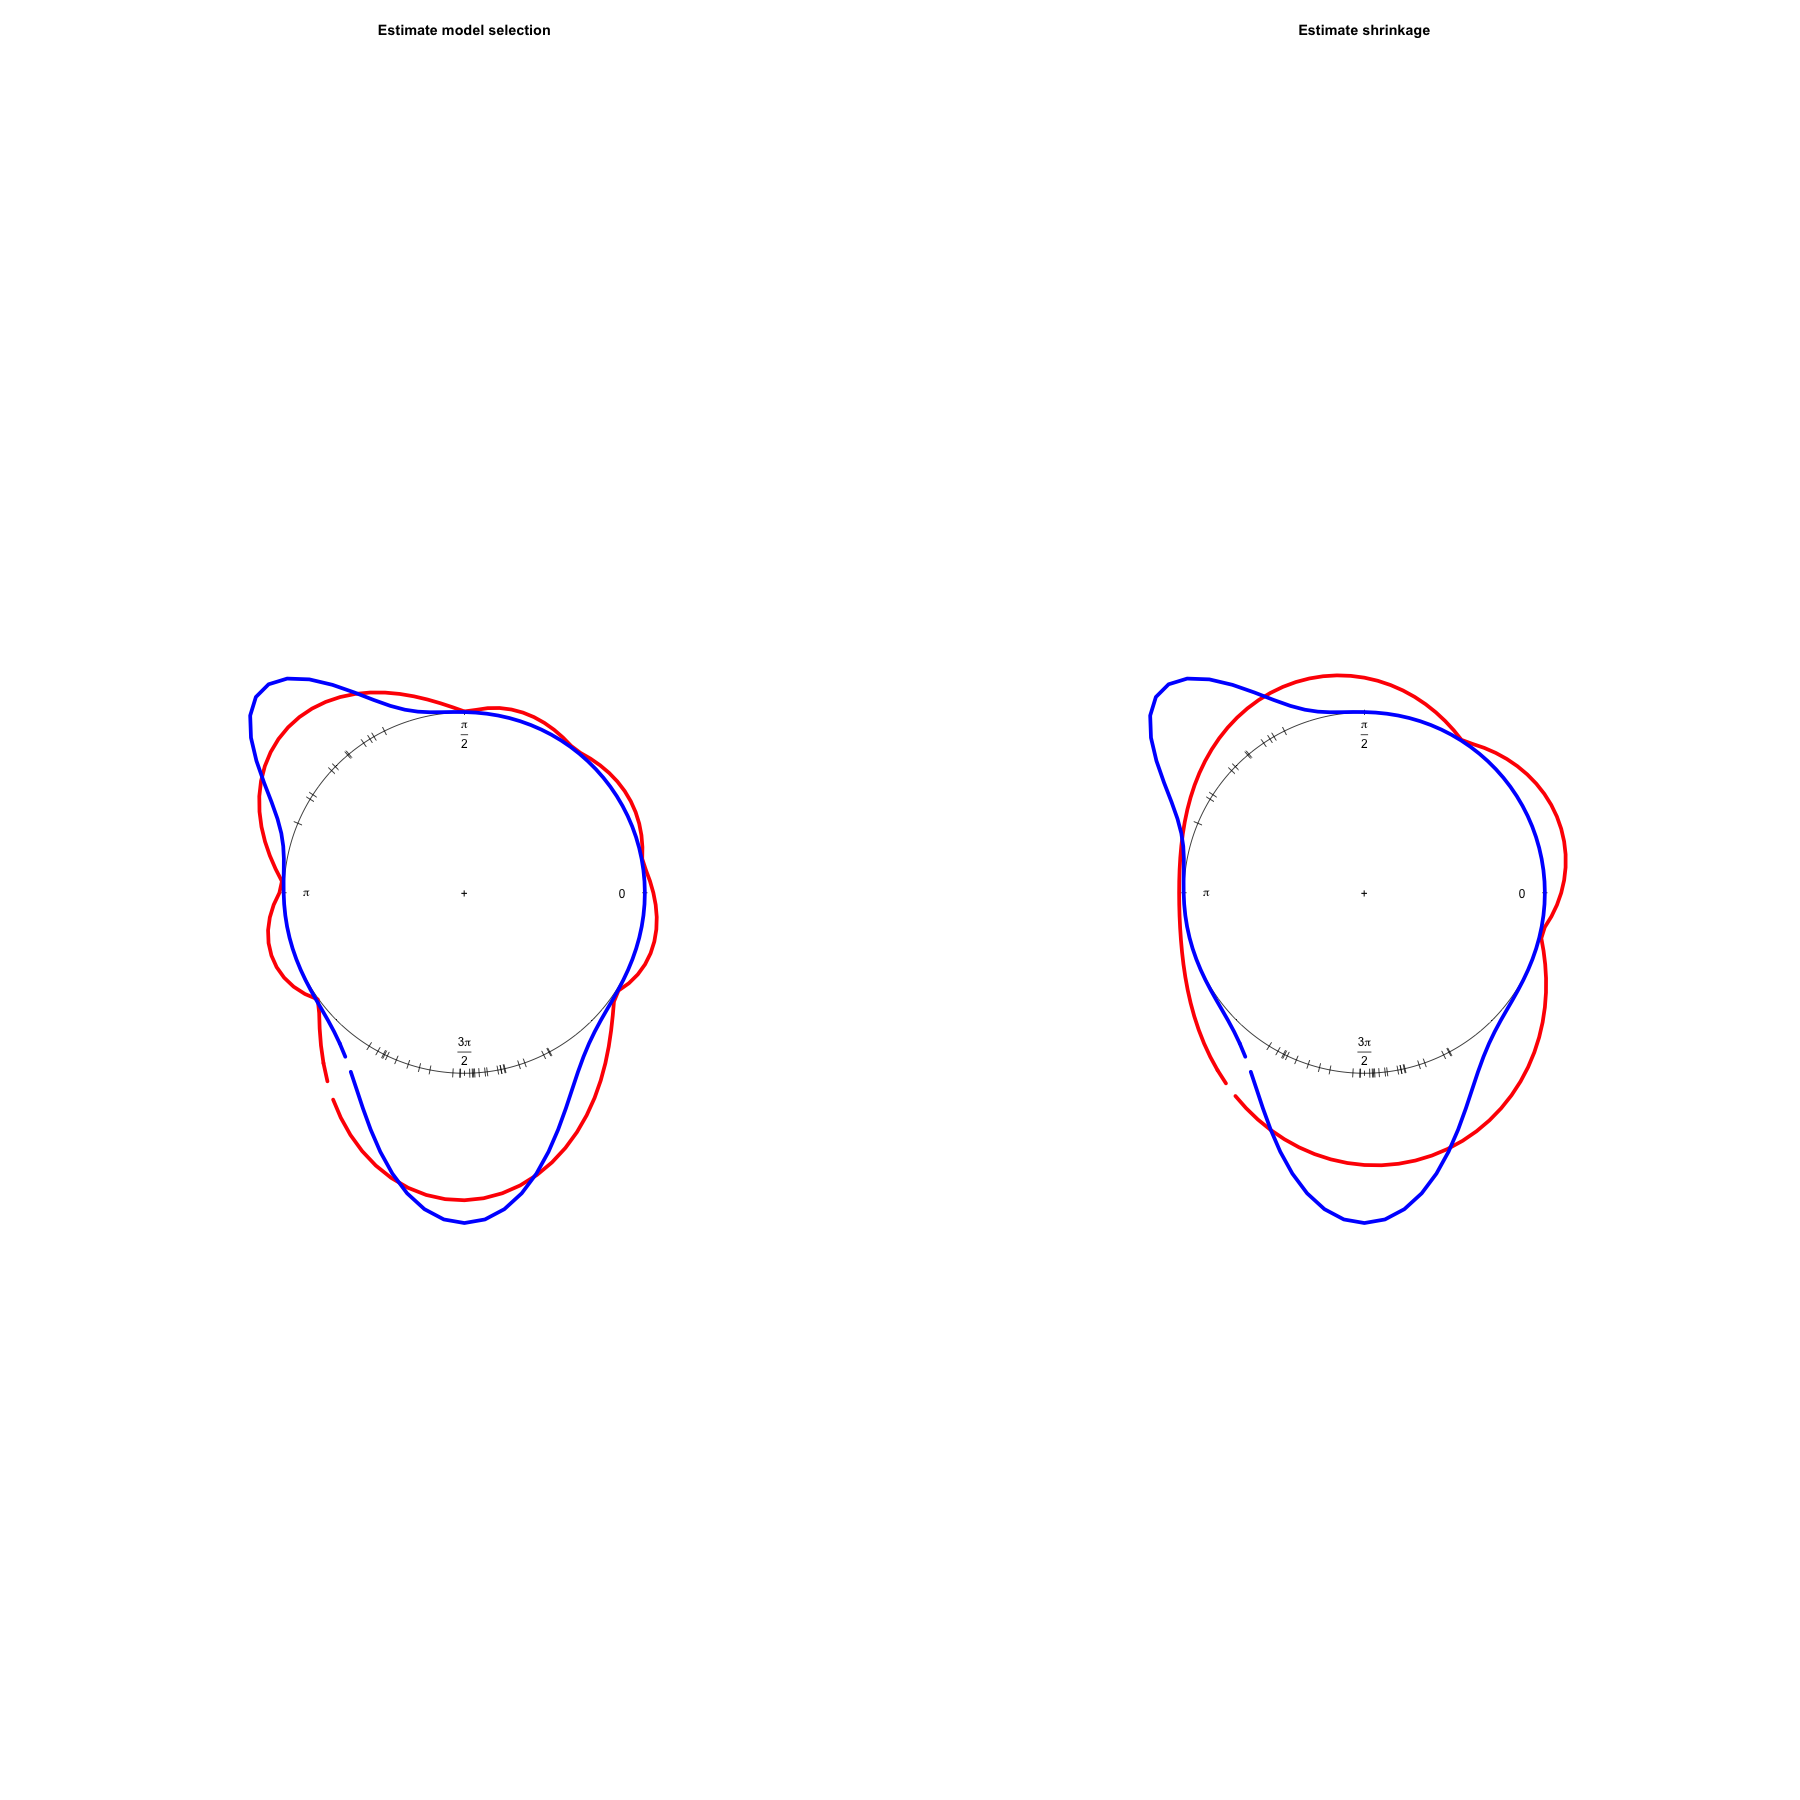 Estimate model selection
Estimate shrinkage
π
2
π
+
0
3π
2
π
2
π
+
0
3π
2